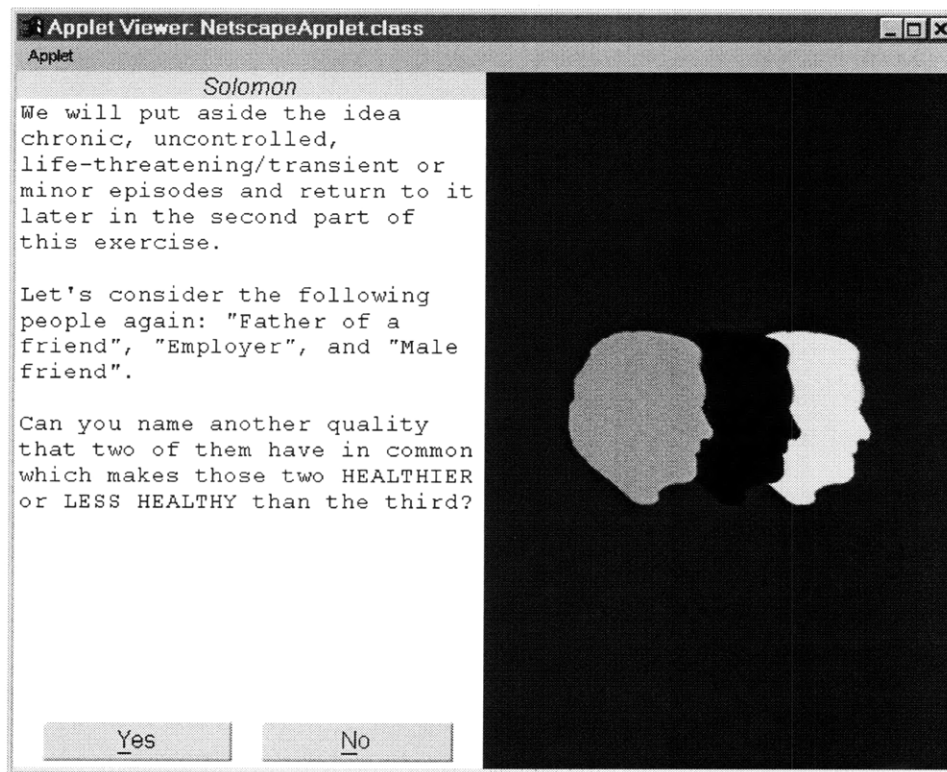 Applet Viewer: NetscapeApplet.class
Applet
Solomon
We will put aside the idea
chronic, uncontrolled,
life-threatening/transient or
minor episodes and return to it
later in the second part of
this exercise.
Let's consider the following
people again: "Father of a
friend", "Employer", and "Male
friend".
Can you name another quality
that two of them have in common
which makes those two HEALTHIER
or LESS HEALTHY than the third?
Yes No